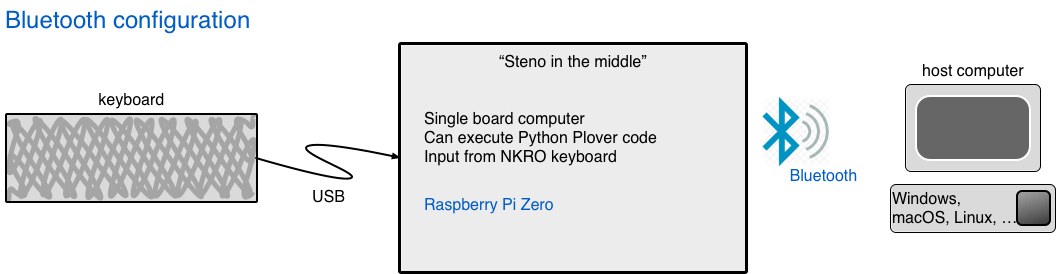 Bluetooth configuration
keyboard
USB
“Steno in the middle”
Single board computer
Can execute Python Plover code
Input from NKRO keyboard
Raspberry Pi Zero
Bluetooth
host computer
Windows,
macOS, Linux, …